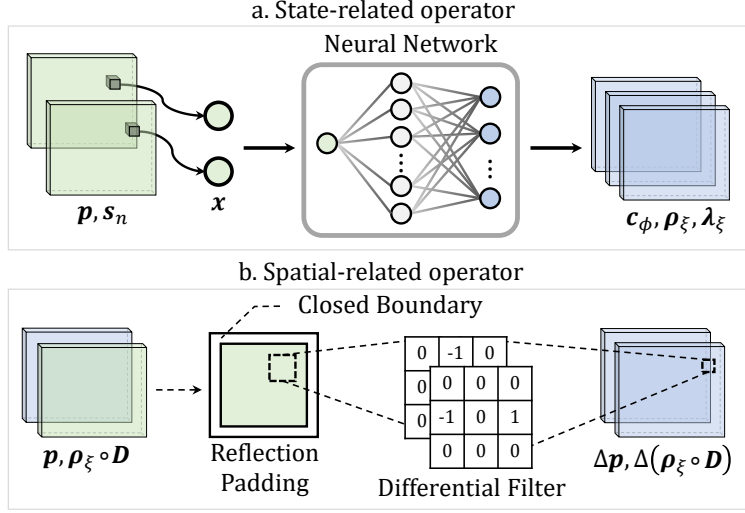 a. State-related operator
Neural Network
p, sₙ
x
c_ϕ, ρ_ξ, λ_ξ
b. Spatial-related operator
Closed Boundary
p, ρ_ξ∘D
Reflection
Padding
0 -1 0
0
0
0 0 0
-1 0 1
0 0 0
Differential Filter
Δp, Δ(ρ_ξ∘D)